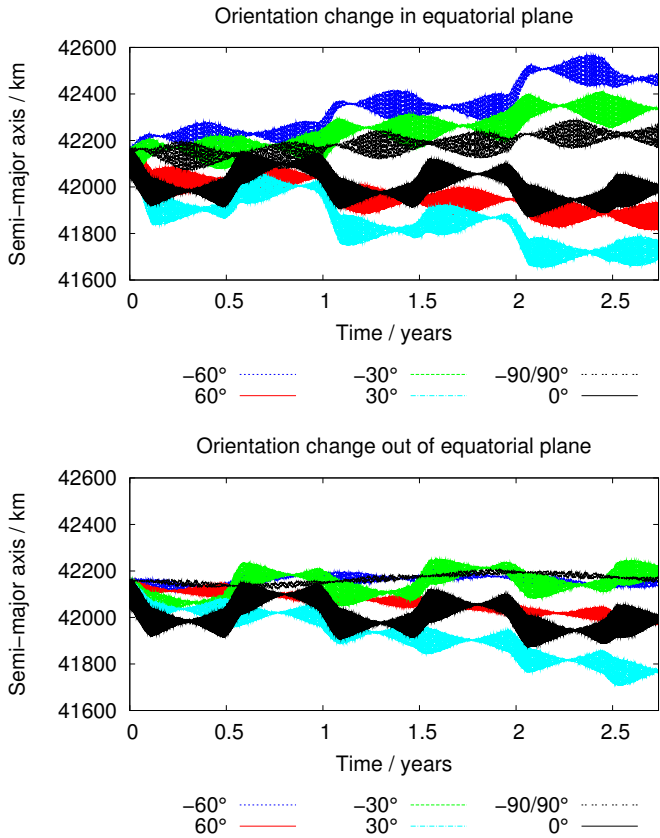 Orientation change in equatorial plane
42600
42400
42200
42000
41800
41600
Semi−major axis / km
0 0.5 1 1.5 2 2.5
Time / years
−60° −30° −90/90°
60° 30° 0°
Orientation change out of equatorial plane
42600
42400
42200
42000
41800
41600
Semi−major axis / km
0 0.5 1 1.5 2 2.5
Time / years
−60° −30° −90/90°
60° 30° 0°